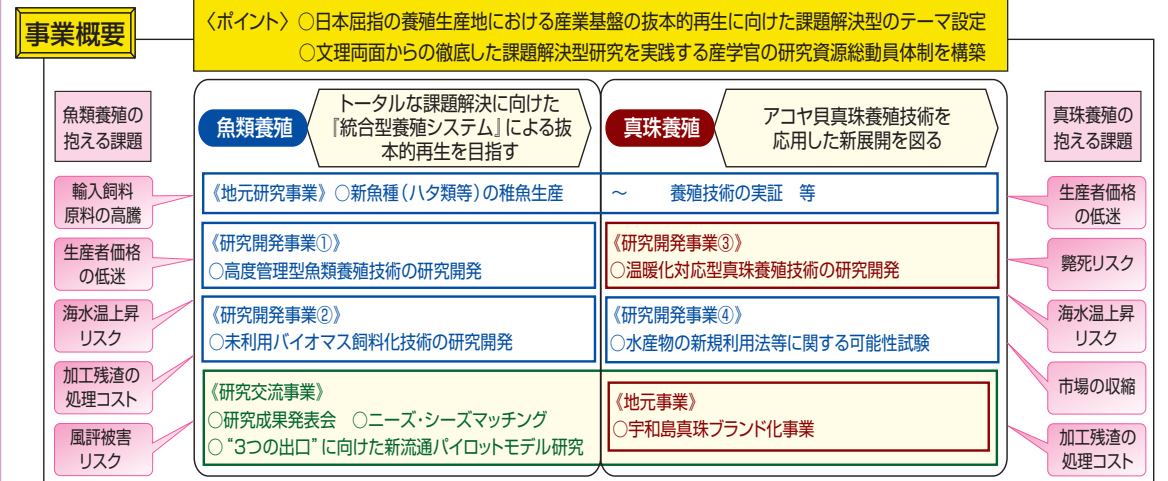 事業概要
〈ポイント〉○日本屈指の養殖生産地における産業基盤の抜本的再生に向けた課題解決型のテーマ設定
○文理両面からの徹底した課題解決型研究を実践する産学官の研究資源総動員体制を構築
魚類養殖の
抱える課題
輸入飼料
原料の高騰
生産者価格
の低迷
海水温上昇
リスク
加工残渣の
処理コスト
風評被害
リスク
魚類養殖
トータルな課題解決に向けた
『統合型養殖システム』による抜
本的再生を目指す
真珠養殖
アコヤ貝真珠養殖技術を
応用した新展開を図る
《地元研究事業》○新魚種（ハタ類等）の稚魚生産　～　養殖技術の実証　等
《研究開発事業①》
○高度管理型魚類養殖技術の研究開発
《研究開発事業③》
○温暖化対応型真珠養殖技術の研究開発
《研究開発事業②》
○未利用バイオマス飼料化技術の研究開発
《研究開発事業④》
○水産物の新規利用法等に関する可能性試験
《研究交流事業》
○研究成果発表会　○ニーズ・シーズマッチング
○“3つの出口”に向けた新流通パイロットモデル研究
《地元事業》
○宇和島真珠ブランド化事業
真珠養殖の
抱える課題
生産者価格
の低迷
斃死リスク
海水温上昇
リスク
市場の収縮
加工残渣の
処理コスト